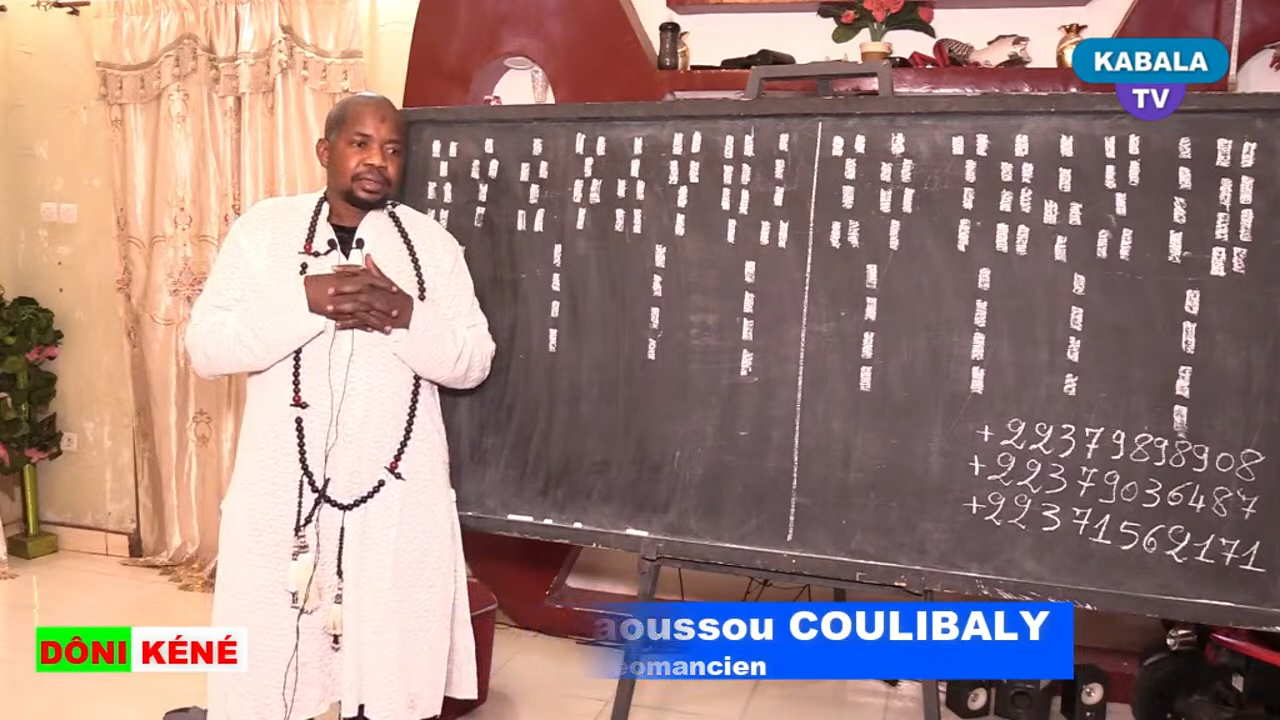 KABALA
TV
+22379898908
+22379036487
+22371562171
aoussou COULIBALY
eomancien
DÔNI KÉNÉ